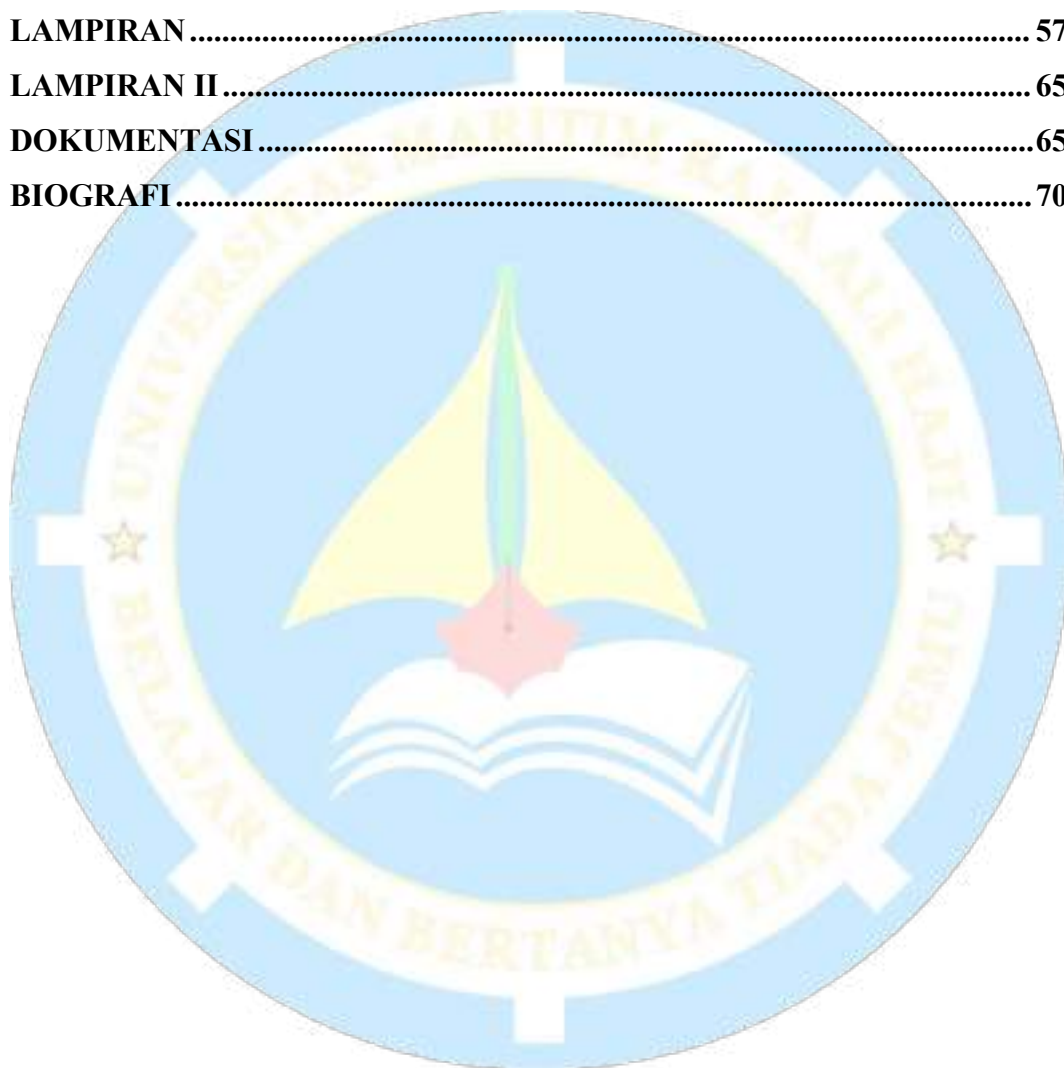 LAMPIRAN ........................................................................................................ 57
LAMPIRAN II .................................................................................................... 65
DOKUMENTASI ............................................................................................... 65
BIOGRAFI ......................................................................................................... 70
UNIVERSITAS MARITIM RAJA ALI HAJI
BELAJAR DAN BERTANYA TIADA JEMU